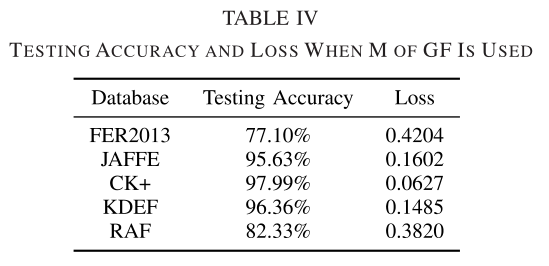 TABLE IV
TESTING ACCURACY AND LOSS WHEN M OF GF IS USED
Database Testing Accuracy Loss
FER2013 77.10% 0.4204
JAFFE 95.63% 0.1602
CK+ 97.99% 0.0627
KDEF 96.36% 0.1485
RAF 82.33% 0.3820